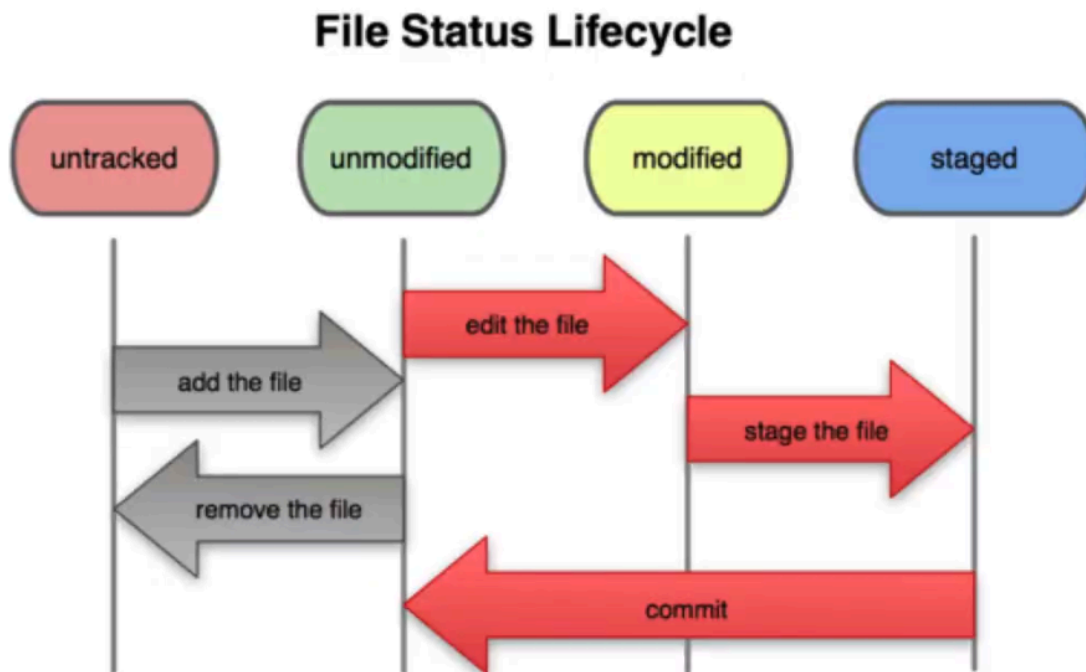 File Status Lifecycle
untracked
unmodified
modified
staged
edit the file
add the file
stage the file
remove the file
commit